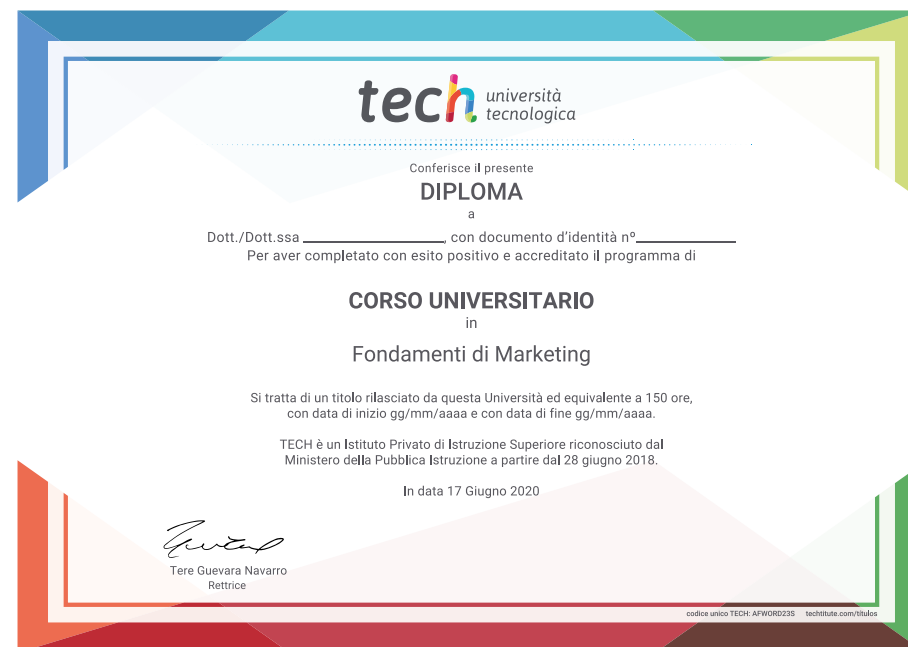 tech università
tecnologica
Conferisce il presente
DIPLOMA
a
Dott./Dott.ssa ____________________, con documento d'identità nº______________
Per aver completato con esito positivo e accreditato il programma di
CORSO UNIVERSITARIO
in
Fondamenti di Marketing
Si tratta di un titolo rilasciato da questa Università ed equivalente a 150 ore,
con data di inizio gg/mm/aaaa e con data di fine gg/mm/aaaa.
TECH è un Istituto Privato di Istruzione Superiore riconosciuto dal
Ministero della Pubblica Istruzione a partire dal 28 giugno 2018.
In data 17 Giugno 2020
Tere Guevara Navarro
Rettrice
codice unico TECH: AFWORD23S techtitute.com/titulos